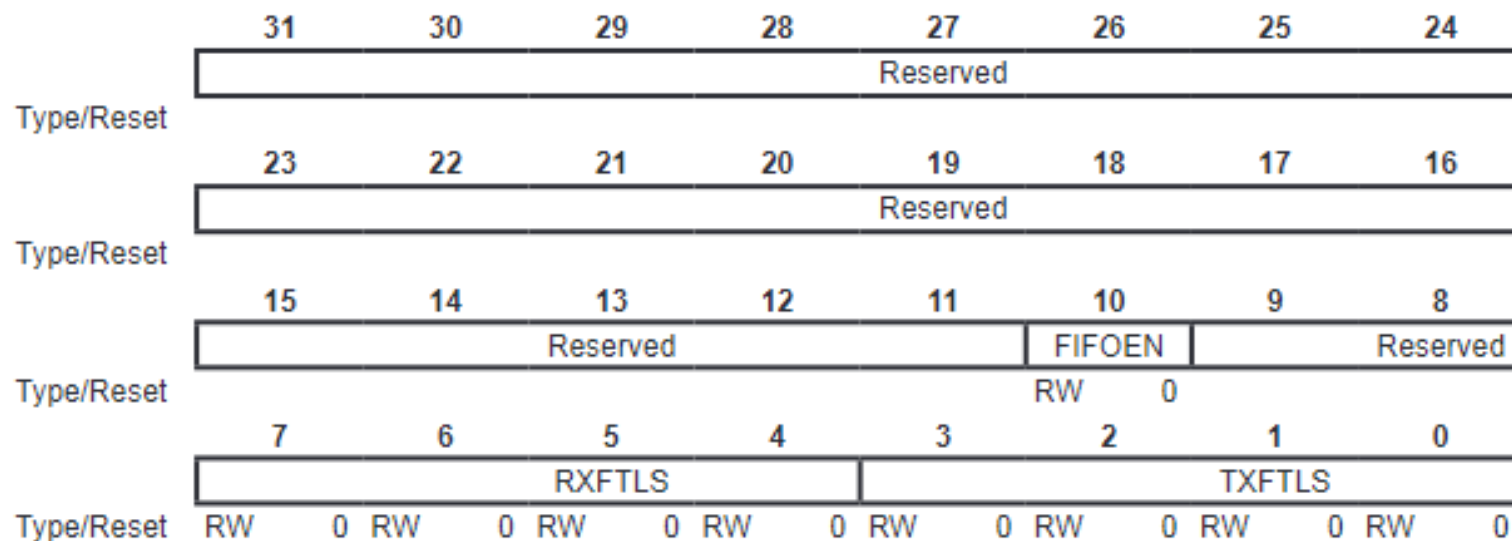 31 30 29 28 27 26 25 24
Reserved
Type/Reset
23 22 21 20 19 18 17 16
Reserved
Type/Reset
15 14 13 12 11 10 9 8
Reserved FIFOEN Reserved
Type/Reset RW 0
7 6 5 4 3 2 1 0
RXFTLS TXFTLS
Type/Reset RW 0 RW 0 RW 0 RW 0 RW 0 RW 0 RW 0 RW 0